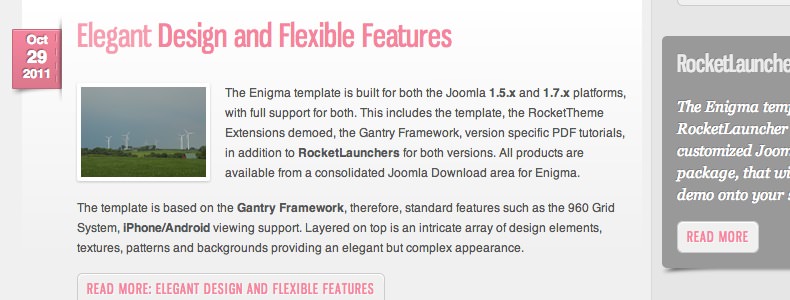 Elegant Design and Flexible Features
Oct
29
2011
The Enigma template is built for both the Joomla 1.5.x and 1.7.x platforms,
with full support for both. This includes the template, the RocketTheme
Extensions demoed, the Gantry Framework, version specific PDF tutorials,
in addition to RocketLaunchers for both versions. All products are
available from a consolidated Joomla Download area for Enigma.
The template is based on the Gantry Framework, therefore, standard features such as the 960 Grid
System, iPhone/Android viewing support. Layered on top is an intricate array of design elements,
textures, patterns and backgrounds providing an elegant but complex appearance.
READ MORE: ELEGANT DESIGN AND FLEXIBLE FEATURES
RocketLaunche
The Enigma temp
RocketLauncher
customized Joom
package, that wi
demo onto your s
READ MORE